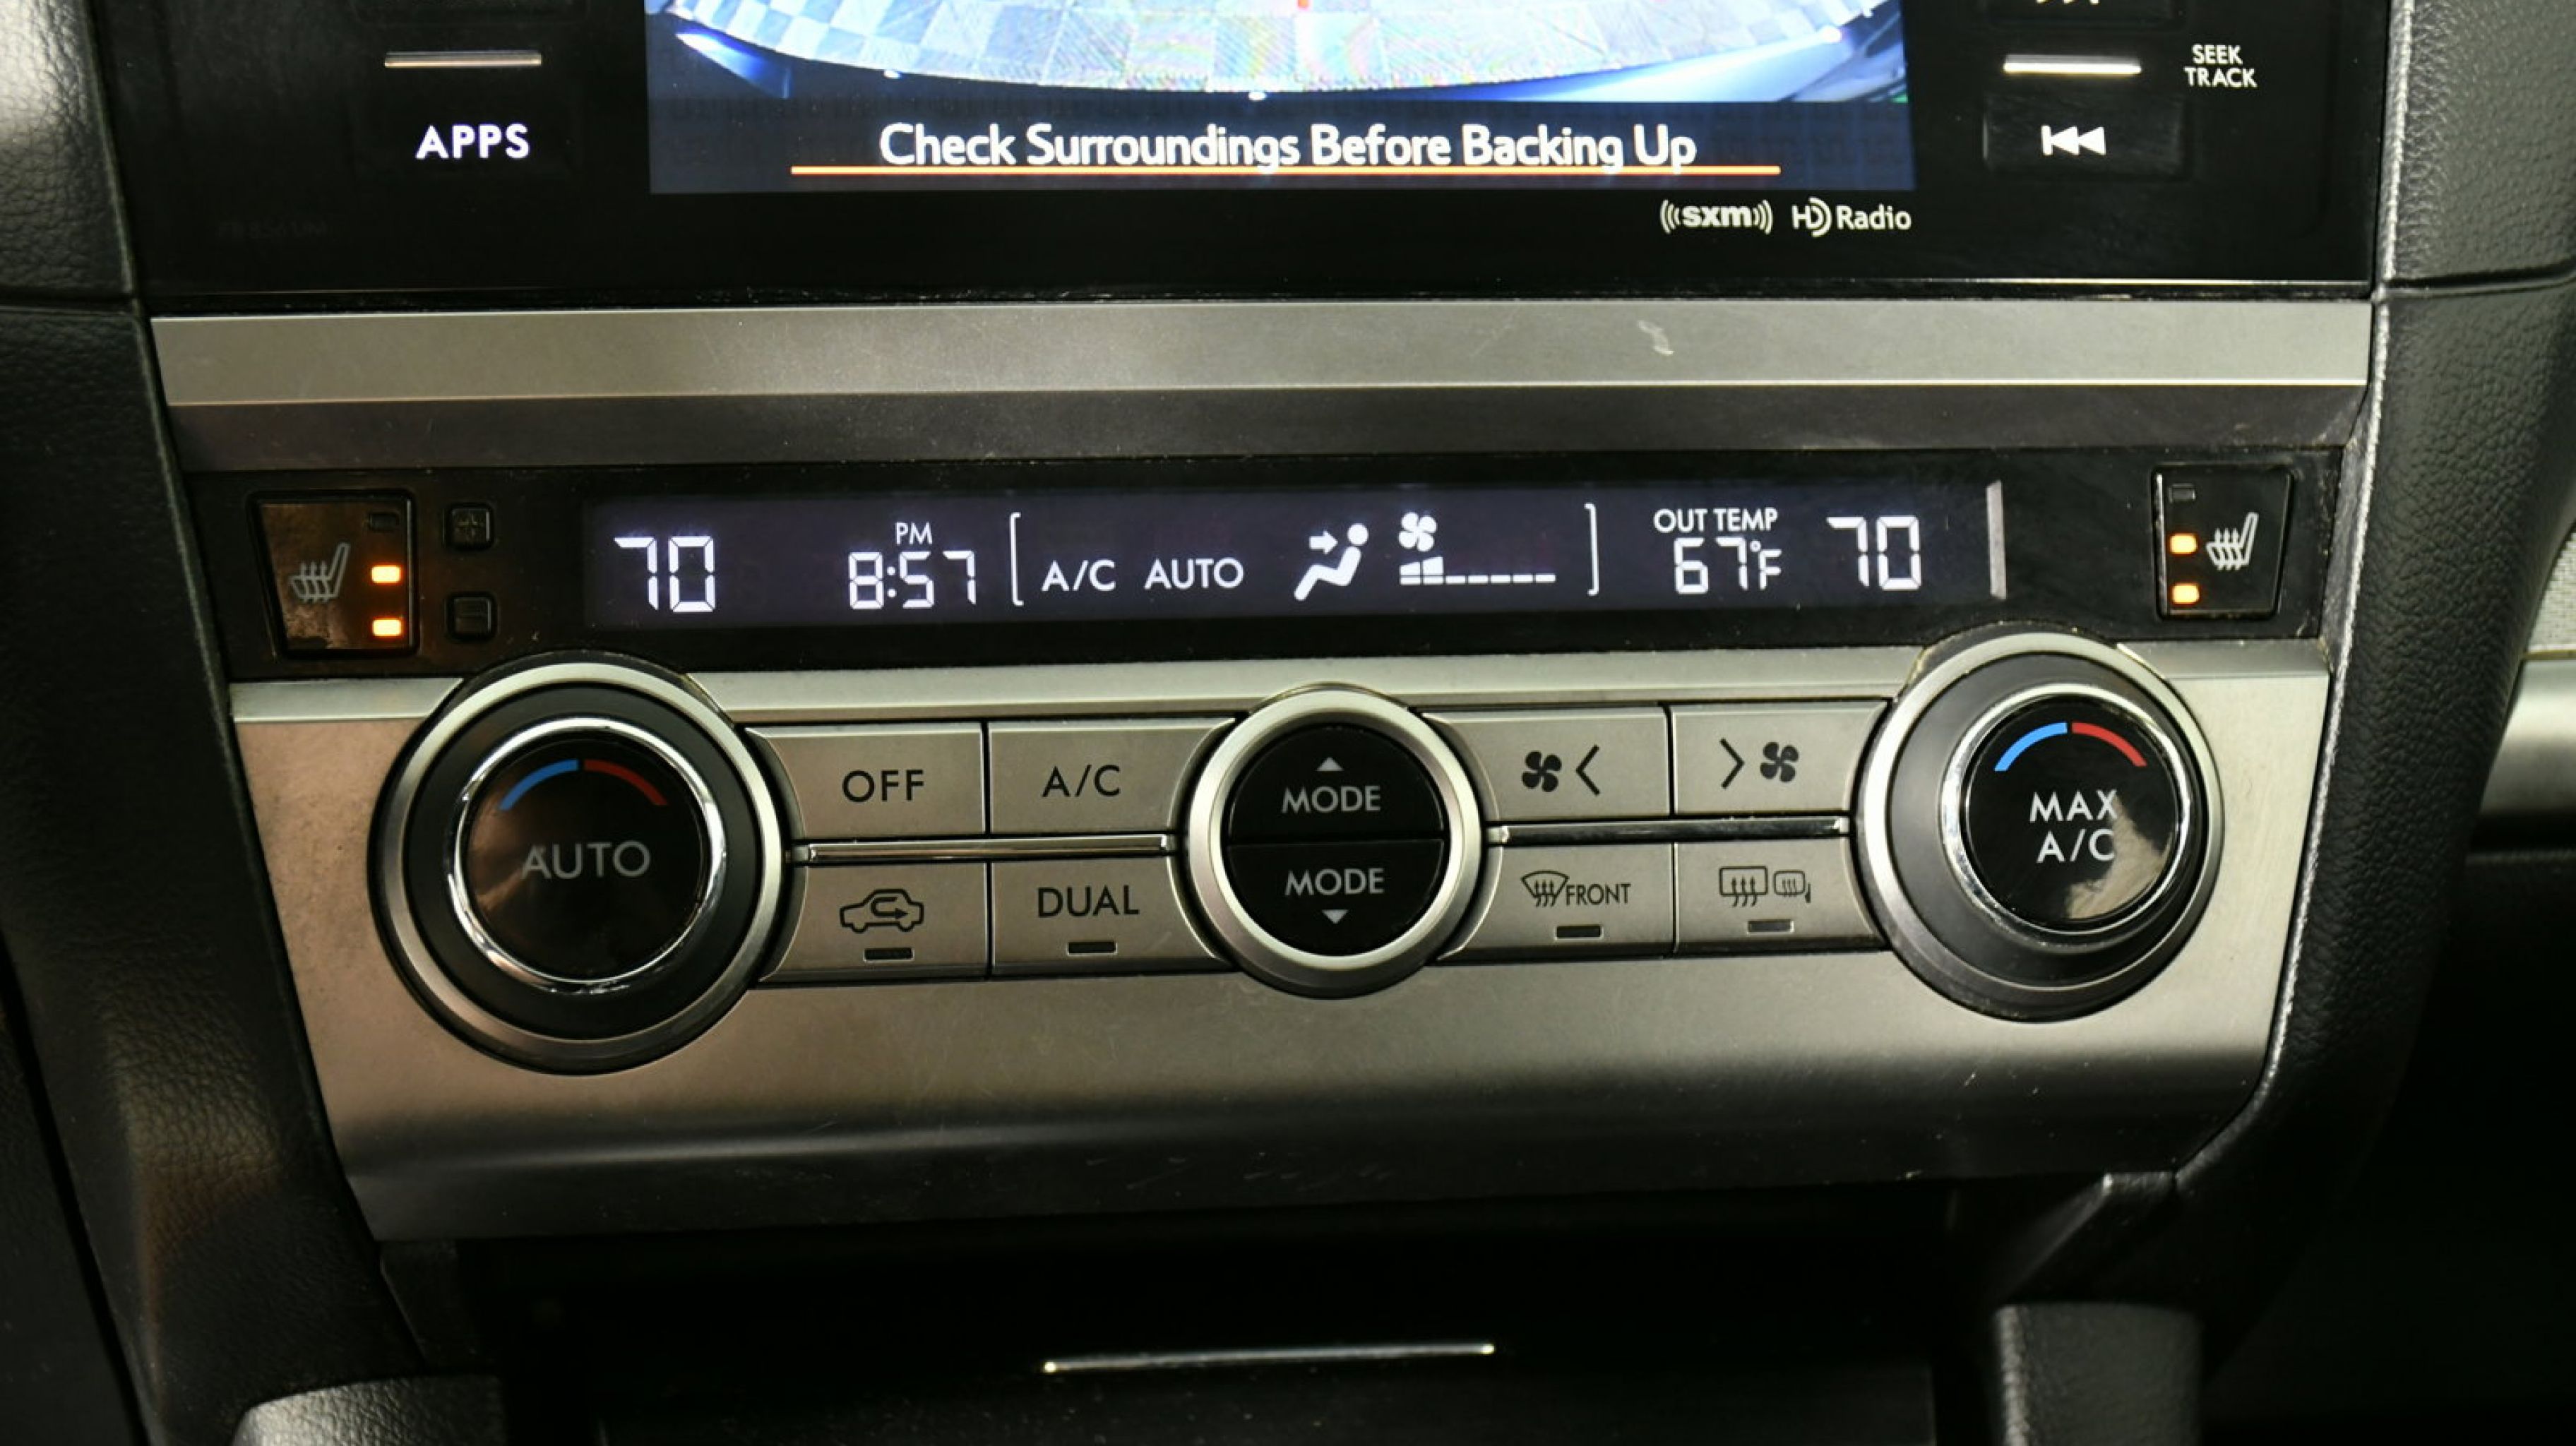 APPS
SEEK
TRACK
Check Surroundings Before Backing Up
((sxm)) HD Radio
70 PM 8:57 A/C AUTO OUT TEMP 67°F 70
OFF A/C
MODE
MAX
A/C
AUTO
DUAL
MODE
FRONT